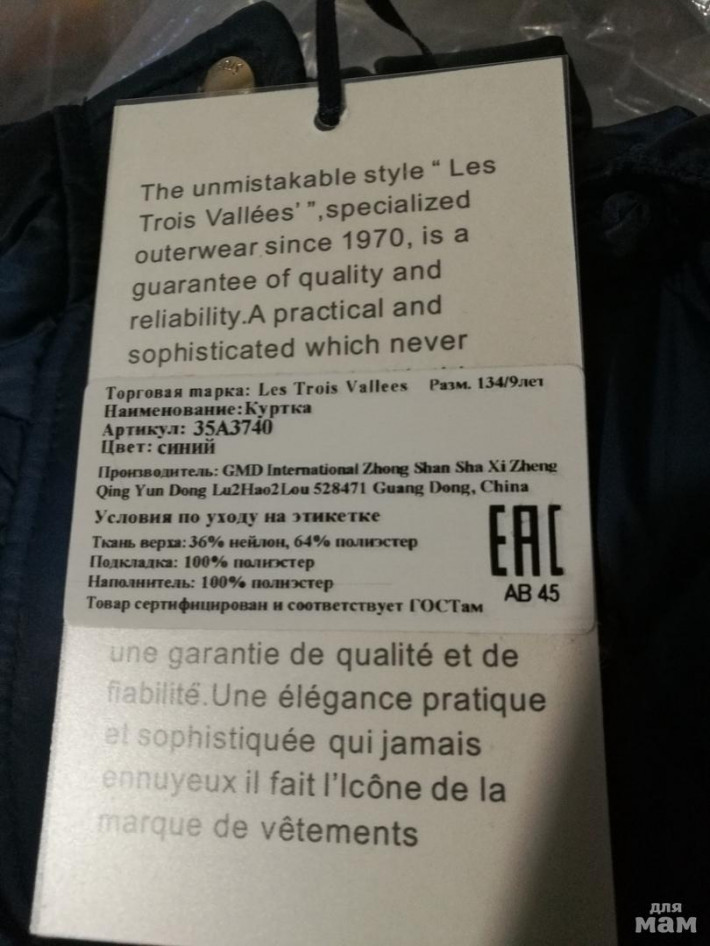 The unmistakable style “ Les
Trois Vallées’ ”,specialized
outerwear since 1970, is a
guarantee of quality and
reliability.A practical and
sophisticated which never
Торговая марка: Les Trois Vallees Разм. 134/9лет
Наименование:Куртка
Артикул: 35A3740
Цвет: синий
Производитель: GMD International Zhong Shan Sha Xi Zheng
Qing Yun Dong Lu2Hao2Lou 528471 Guang Dong, China
Условия по уходу на этикетке
Ткань верха: 36% нейлон, 64% полиэстер
Подкладка: 100% полиэстер
Наполнитель: 100% полиэстер
Товар сертифицирован и соответствует ГОСТам
EAC
АВ 45
une garantie de qualité et de
fiabilité.Une élégance pratique
et sophistiquée qui jamais
ennuyeux il fait l’Icône de la
marque de vêtements
для
мам